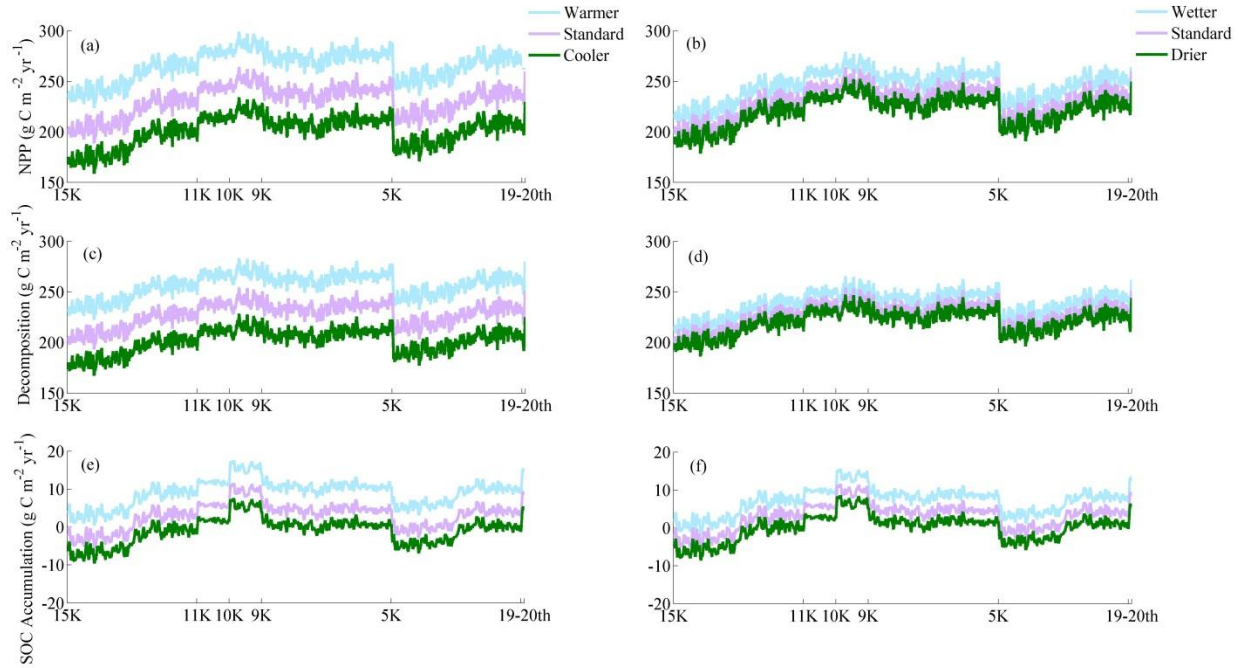 Warmer
Standard
Cooler
(a)
NPP (g C m⁻² yr⁻¹)
300
250
200
150
15K 11K 10K 9K 5K 19-20th
Wetter
Standard
Drier
(b)
300
250
200
150
15K 11K 10K 9K 5K 19-20th
(c)
Decomposition (g C m⁻² yr⁻¹)
300
250
200
150
15K 11K 10K 9K 5K 19-20th
(d)
300
250
200
150
15K 11K 10K 9K 5K 19-20th
(e)
SOC Accumulation (g C m⁻² yr⁻¹)
20
10
0
-10
-20
15K 11K 10K 9K 5K 19-20th
(f)
20
10
0
-10
-20
15K 11K 10K 9K 5K 19-20th